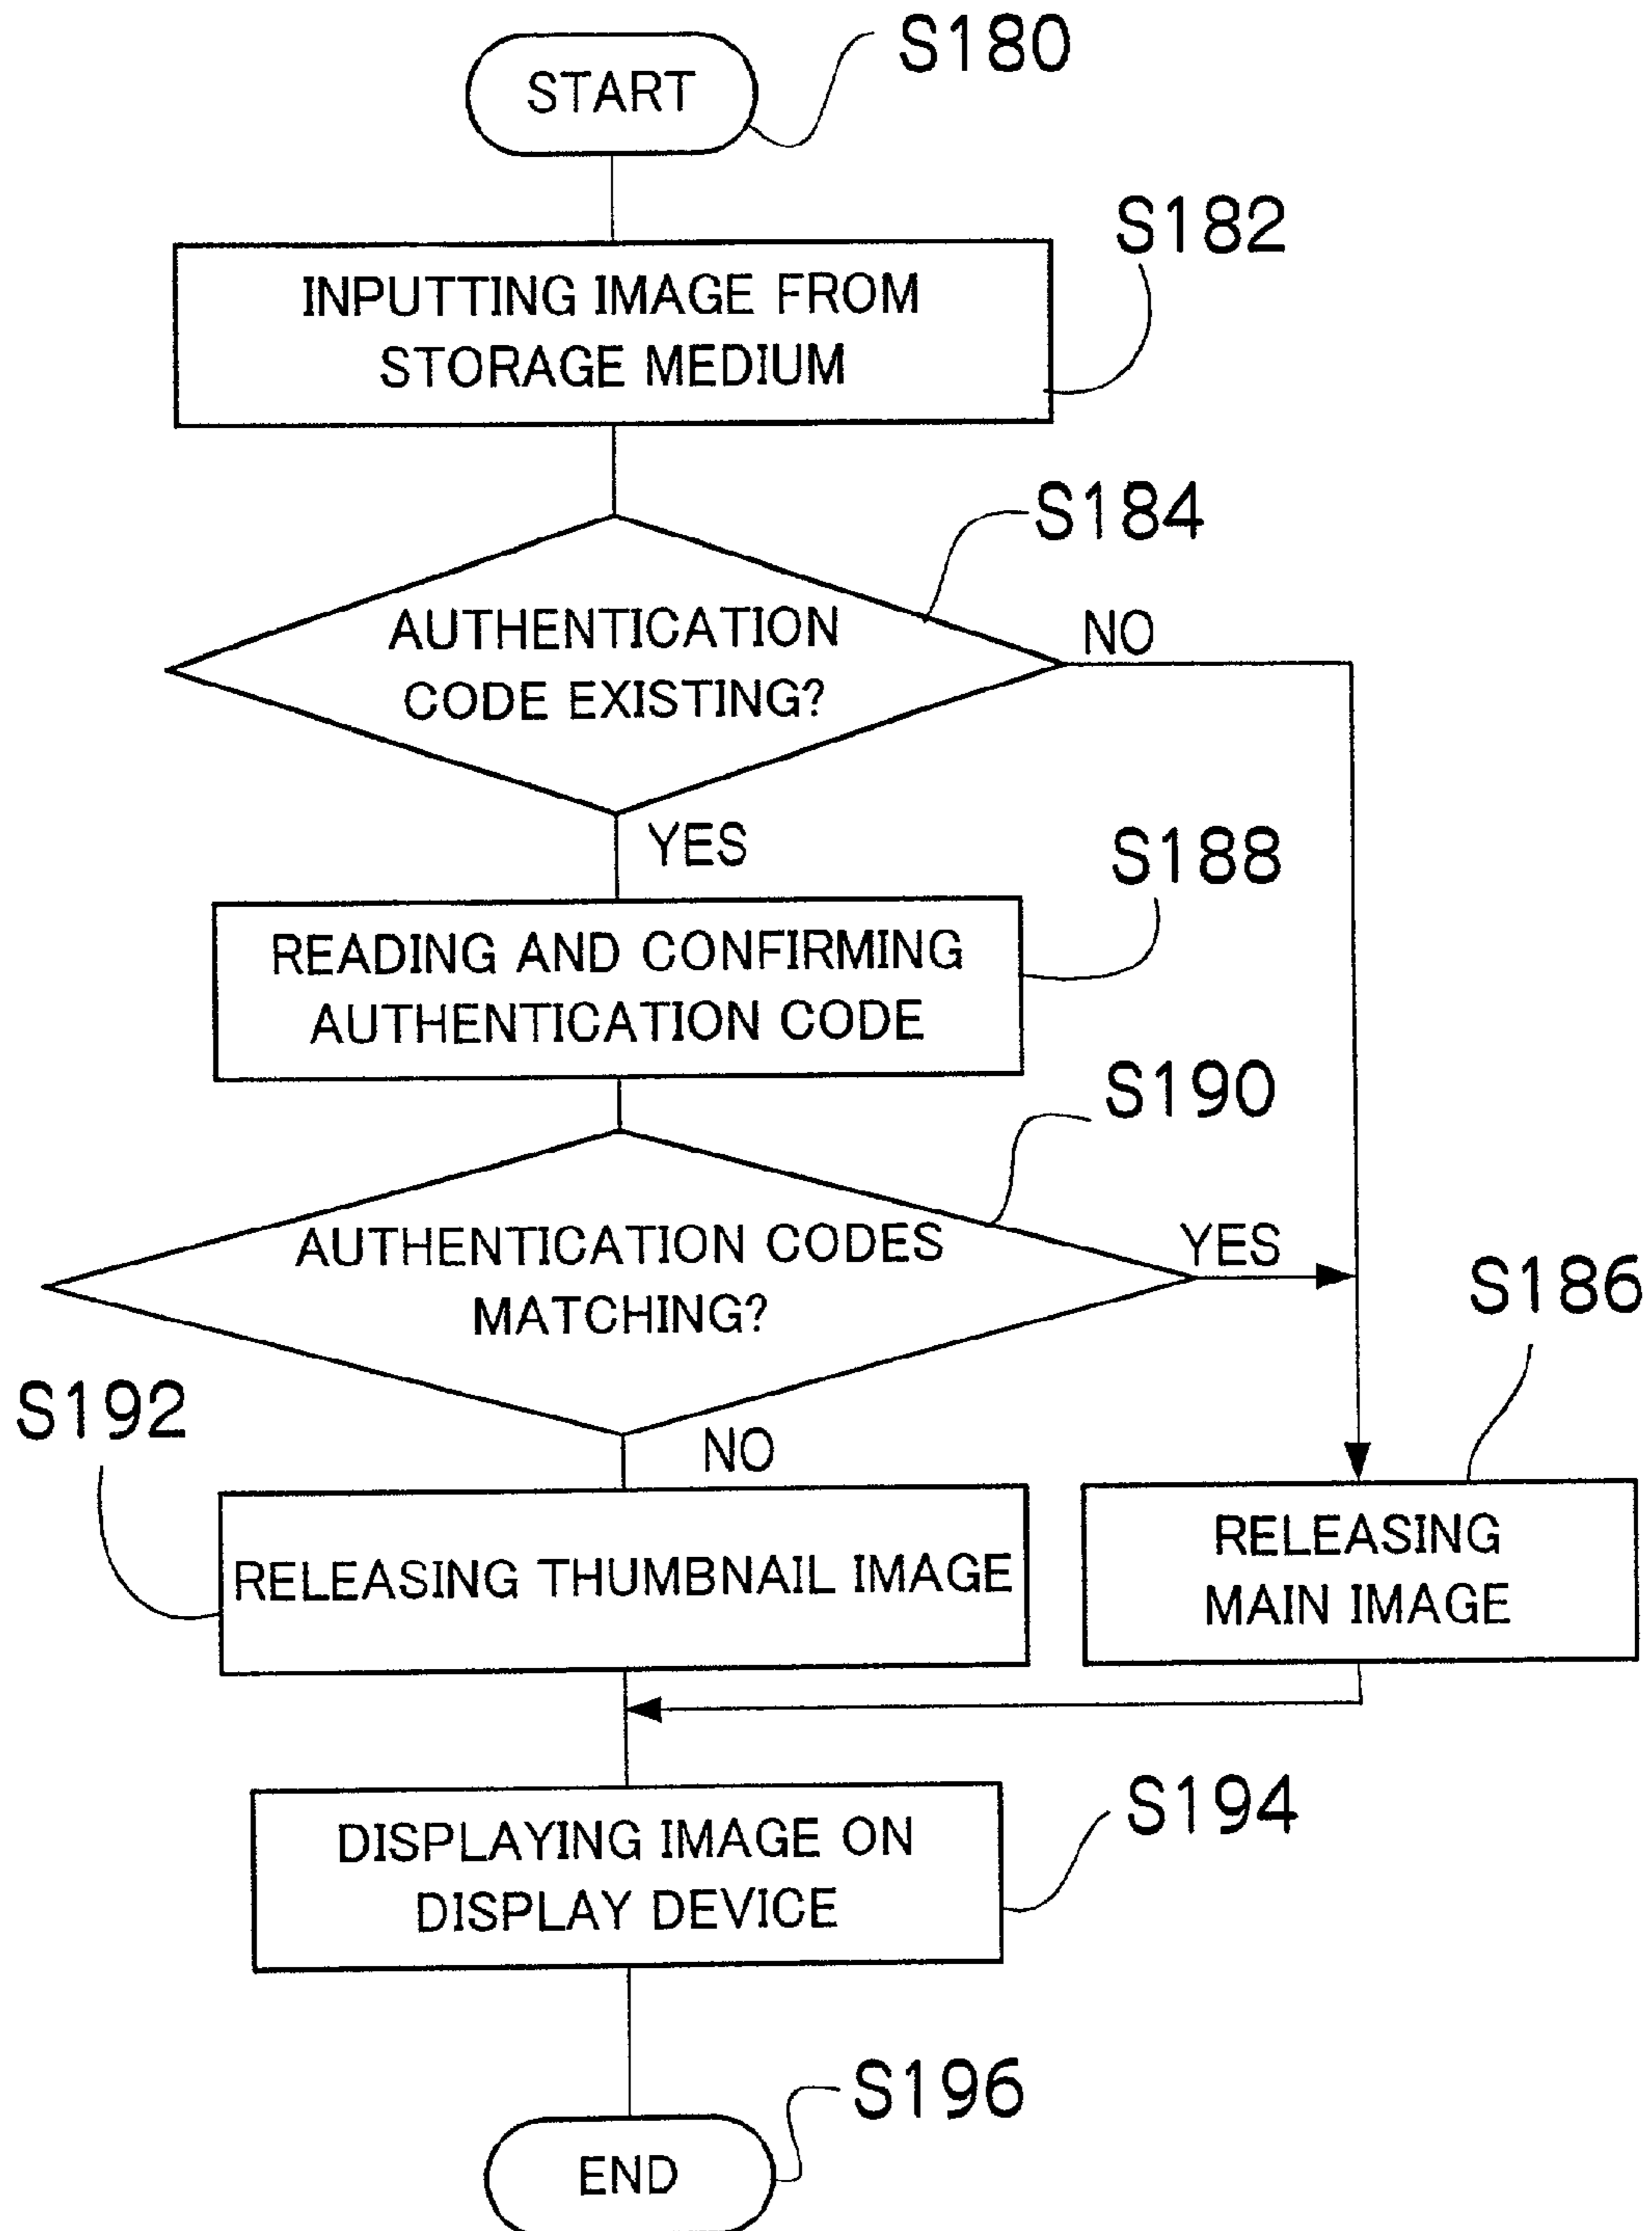 START
S180
INPUTTING IMAGE FROM
STORAGE MEDIUM
S182
AUTHENTICATION
CODE EXISTING?
S184
NO
YES
READING AND CONFIRMING
AUTHENTICATION CODE
S188
AUTHENTICATION CODES
MATCHING?
S190
YES
NO
S192
RELEASING THUMBNAIL IMAGE
S186
RELEASING
MAIN IMAGE
DISPLAYING IMAGE ON
DISPLAY DEVICE
S194
END
S196